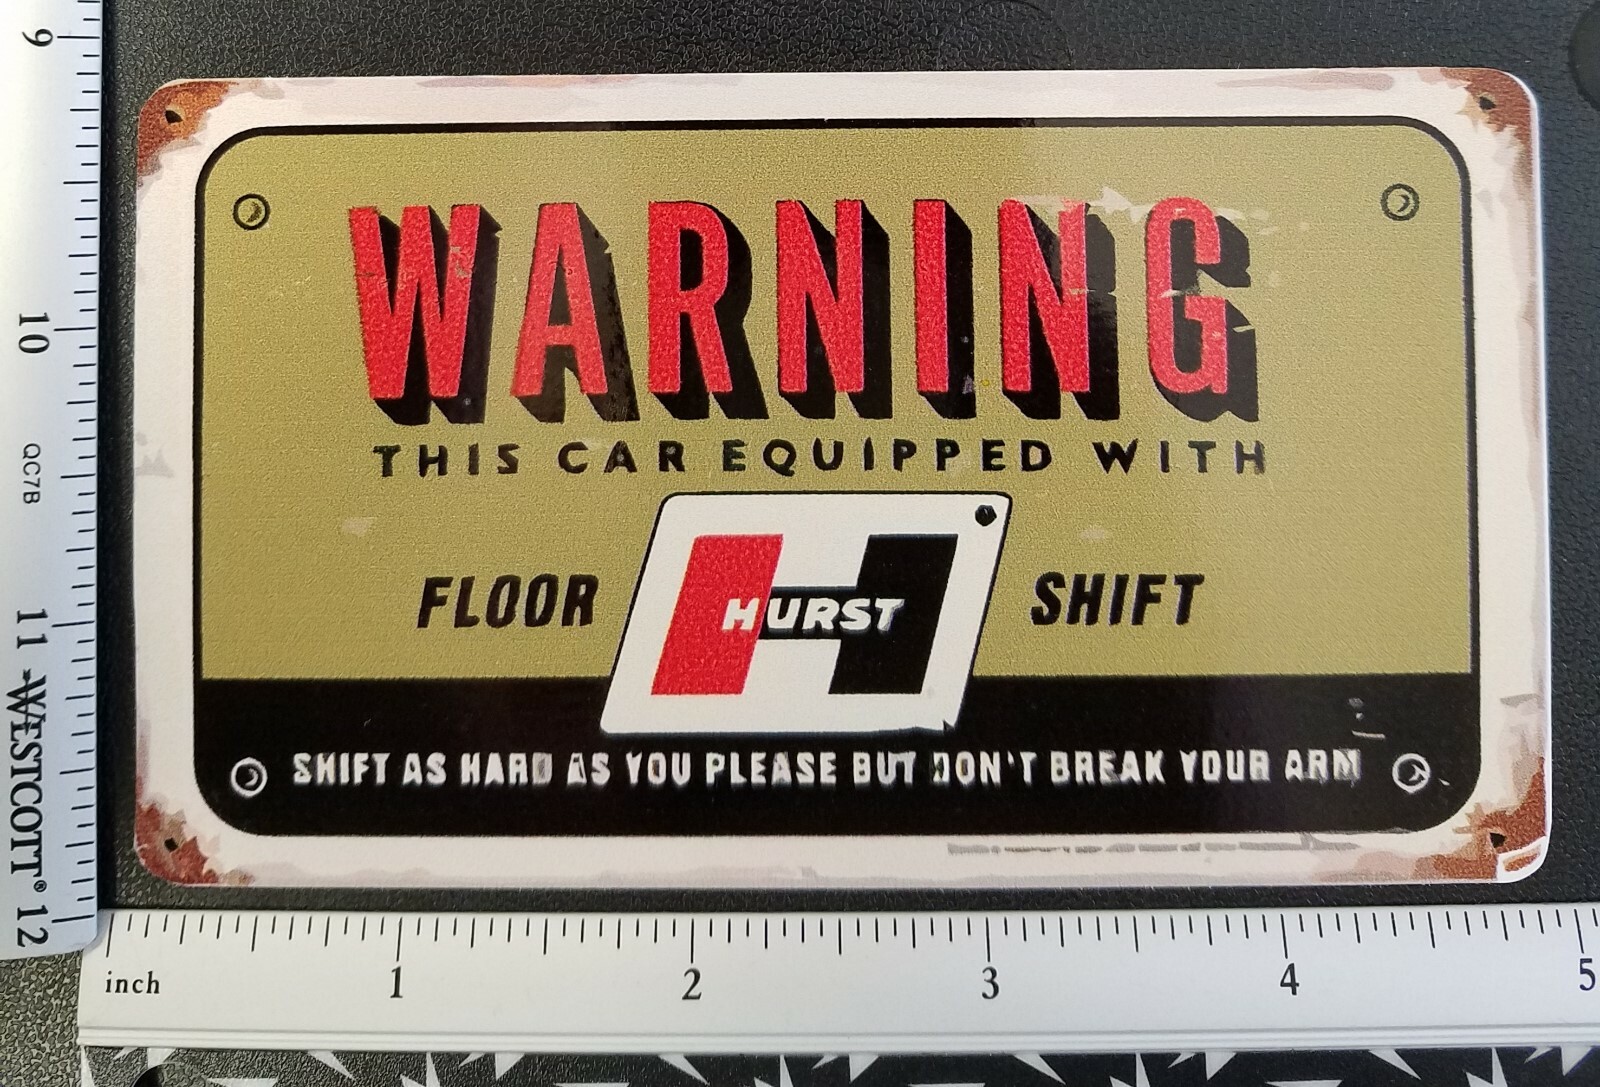 WARNING
THIS CAR EQUIPPED WITH
FLOOR HURST SHIFT
SHIFT AS HARD AS YOU PLEASE BUT DON'T BREAK YOUR ARM
9
10
QC7B
11
WESTCOTT®
12
inch 1 2 3 4 5